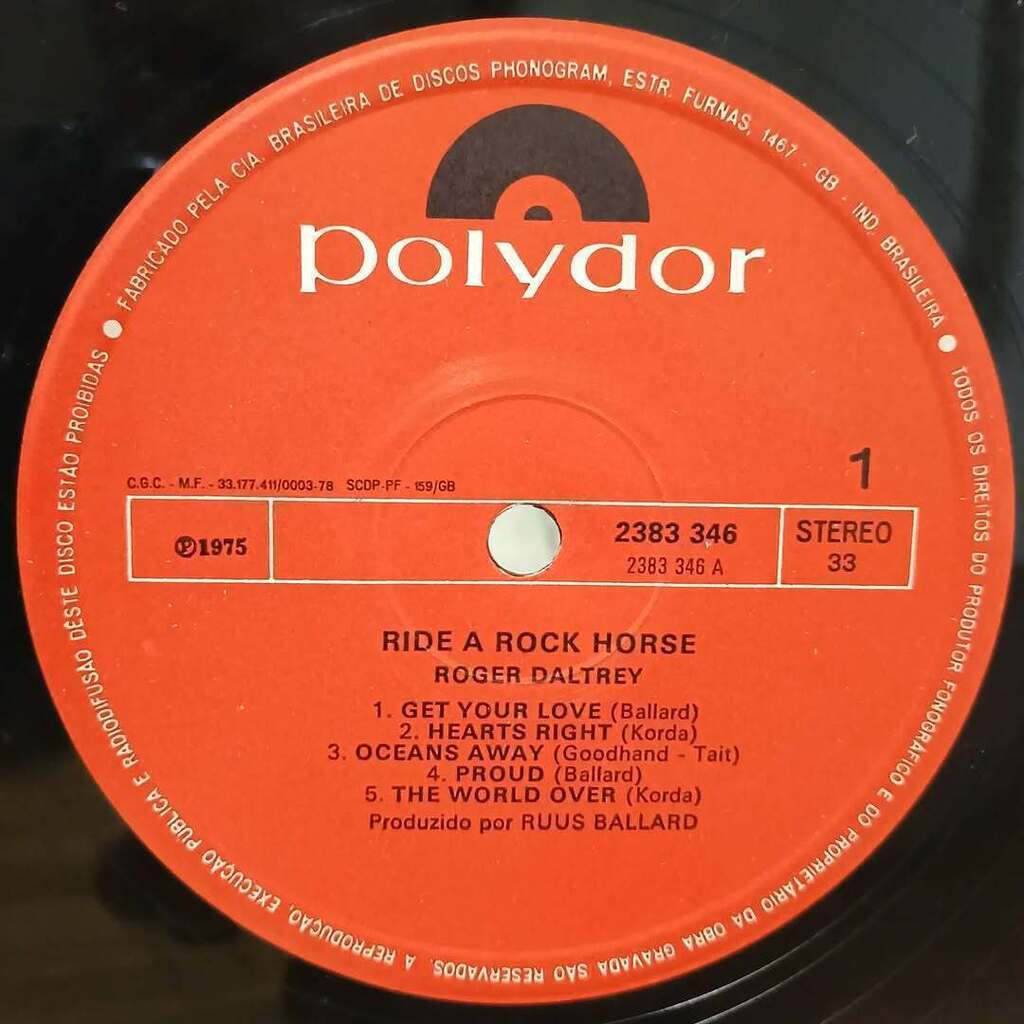 FABRICADO PELA CIA. BRASILEIRA DE DISCOS PHONOGRAM, ESTR. FURNAS, 1467 - GB - IND. BRASILEIRA
TODOS OS DIREITOS DO PRODUTOR FONOGRAFICO E DO PROPRIETÁRIO DA OBRA GRAVADA SÃO RESERVADOS. A REPRODUÇÃO, EXECUÇÃO PÚBLICA E RADIODIFUSÃO DESTE DISCO ESTÃO PROIBIDAS
polydor
1
C.G.C. - M.F. - 33.177.411/0003-78 SCDP-PF - 159/GB
℗1975
2383 346
2383 346 A
STEREO
33
RIDE A ROCK HORSE
ROGER DALTREY
1. GET YOUR LOVE (Ballard)
2. HEARTS RIGHT (Korda)
3. OCEANS AWAY (Goodhand - Tait)
4. PROUD (Ballard)
5. THE WORLD OVER (Korda)
Produzido por RUUS BALLARD